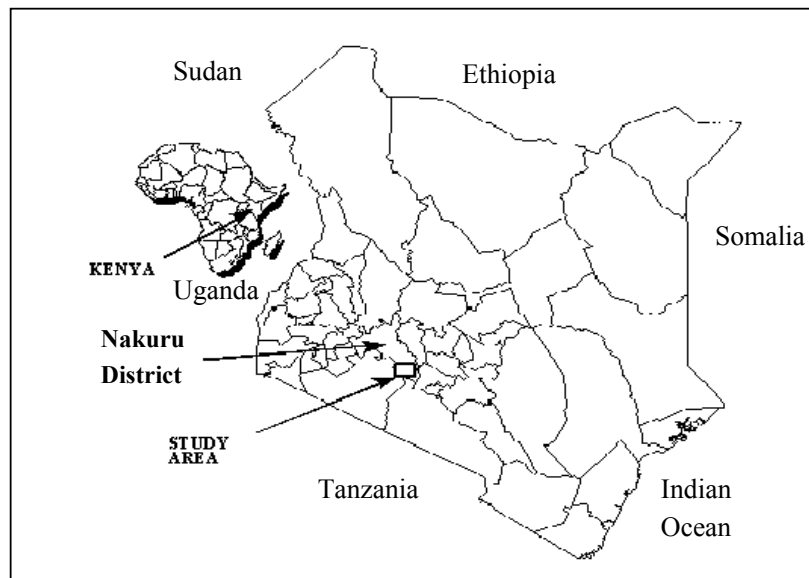 Sudan
Ethiopia
Somalia
KENYA
Uganda
Nakuru
District
STUDY
AREA
Tanzania
Indian
Ocean